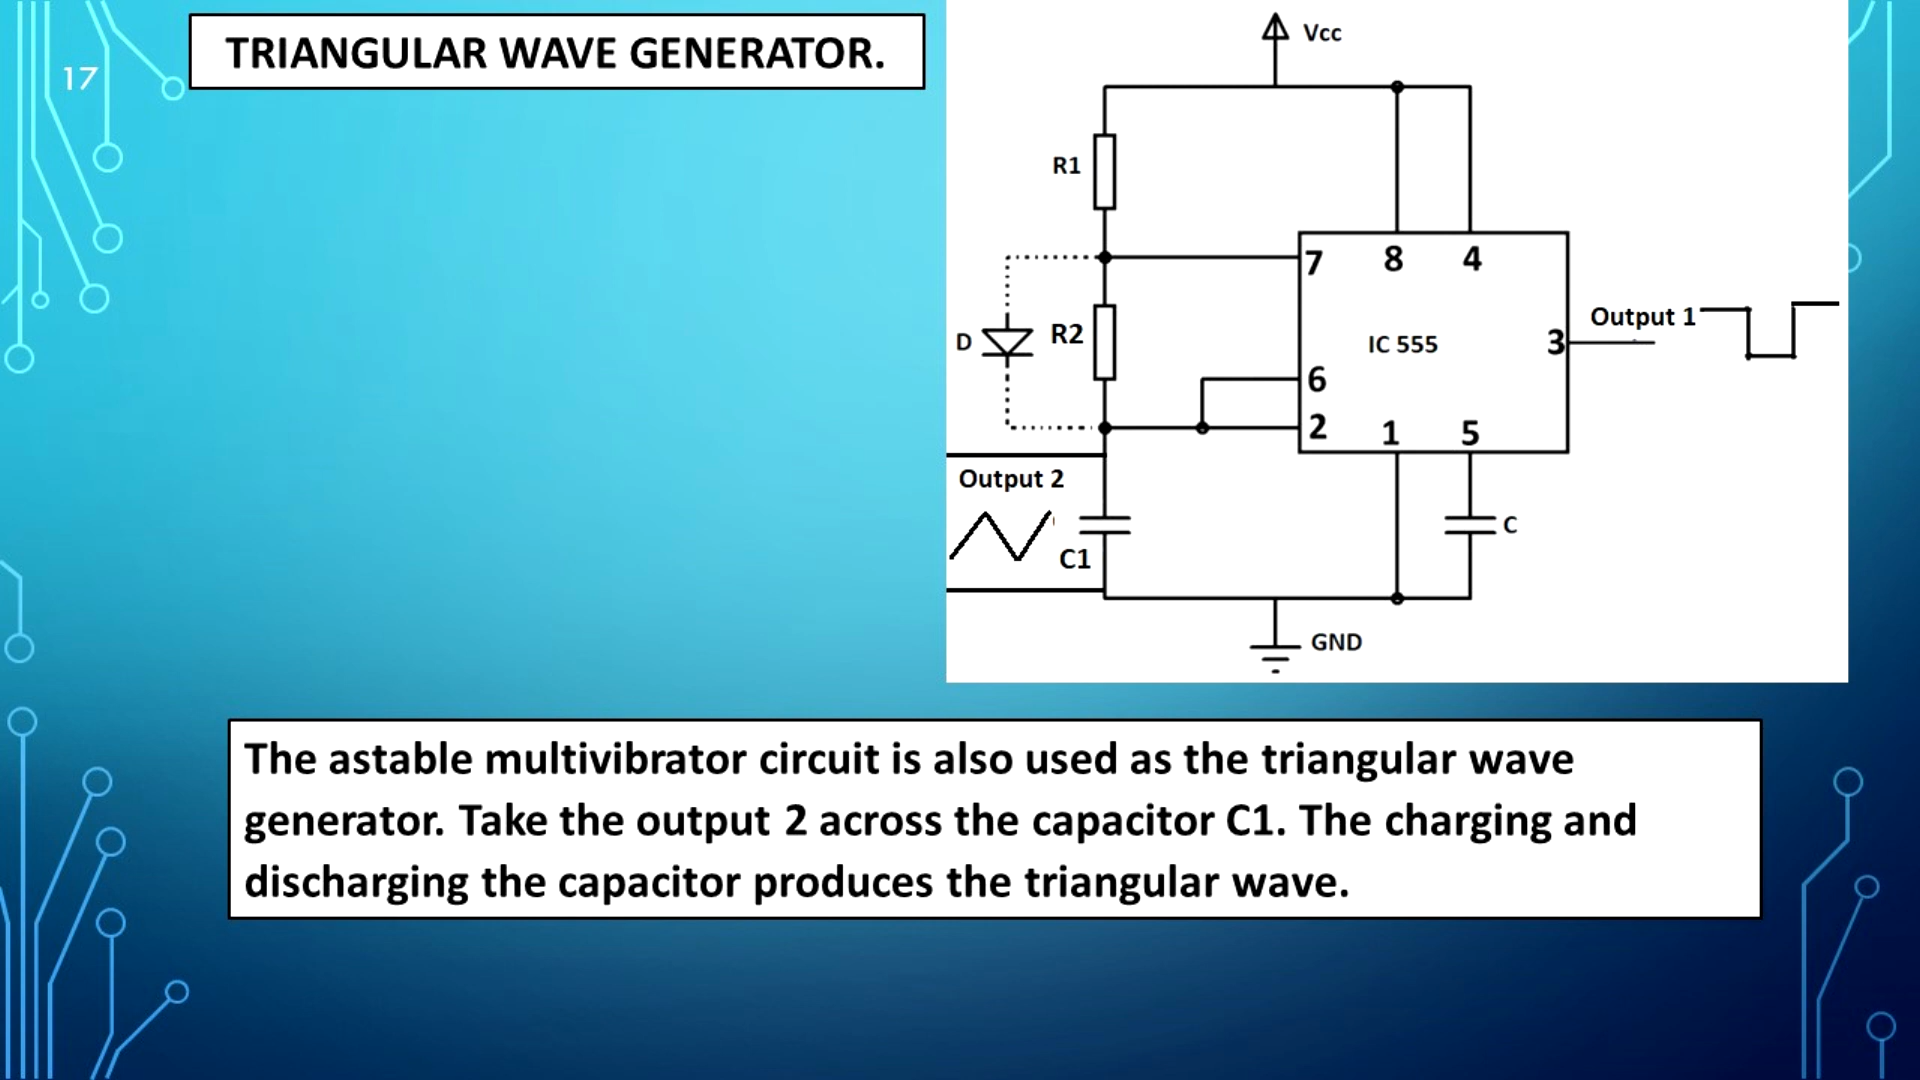 17
TRIANGULAR WAVE GENERATOR.
Vcc
R1
7 8 4
D R2
Output 1
IC 555
3
6
2 1 5
Output 2
C1
C
GND
The astable multivibrator circuit is also used as the triangular wave
generator. Take the output 2 across the capacitor C1. The charging and
discharging the capacitor produces the triangular wave.